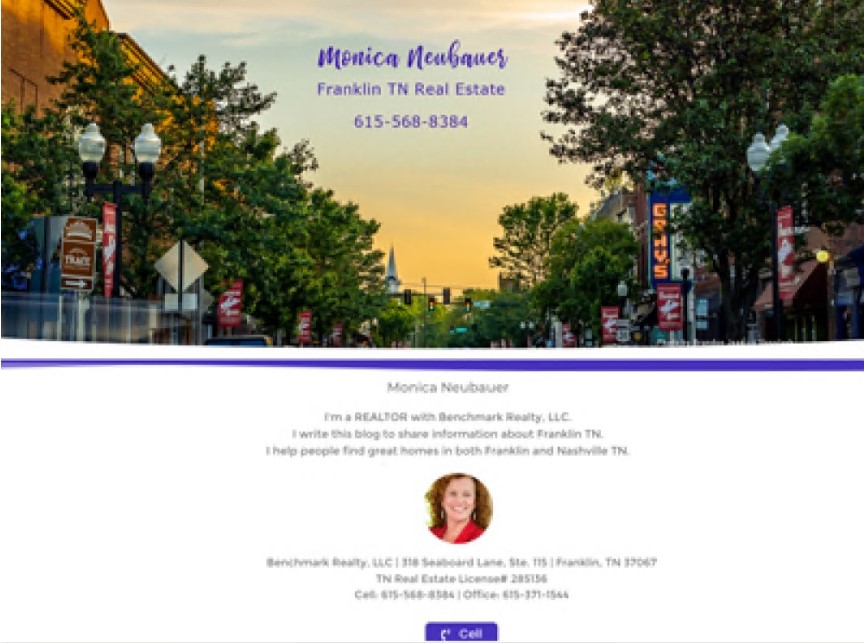 Monica Neubauer
Franklin TN Real Estate
615-568-8384
TRACE
GRAY'S
Monica Neubauer
I'm a REALTOR with Benchmark Realty, LLC.
I write this blog to share information about Franklin TN.
I help people find great homes in both Franklin and Nashville TN.
Benchmark Realty, LLC | 318 Seaboard Lane, Ste. 115 | Franklin, TN 37067
TN Real Estate License# 285136
Cell: 615-568-8384 | Office: 615-371-1544
Cell